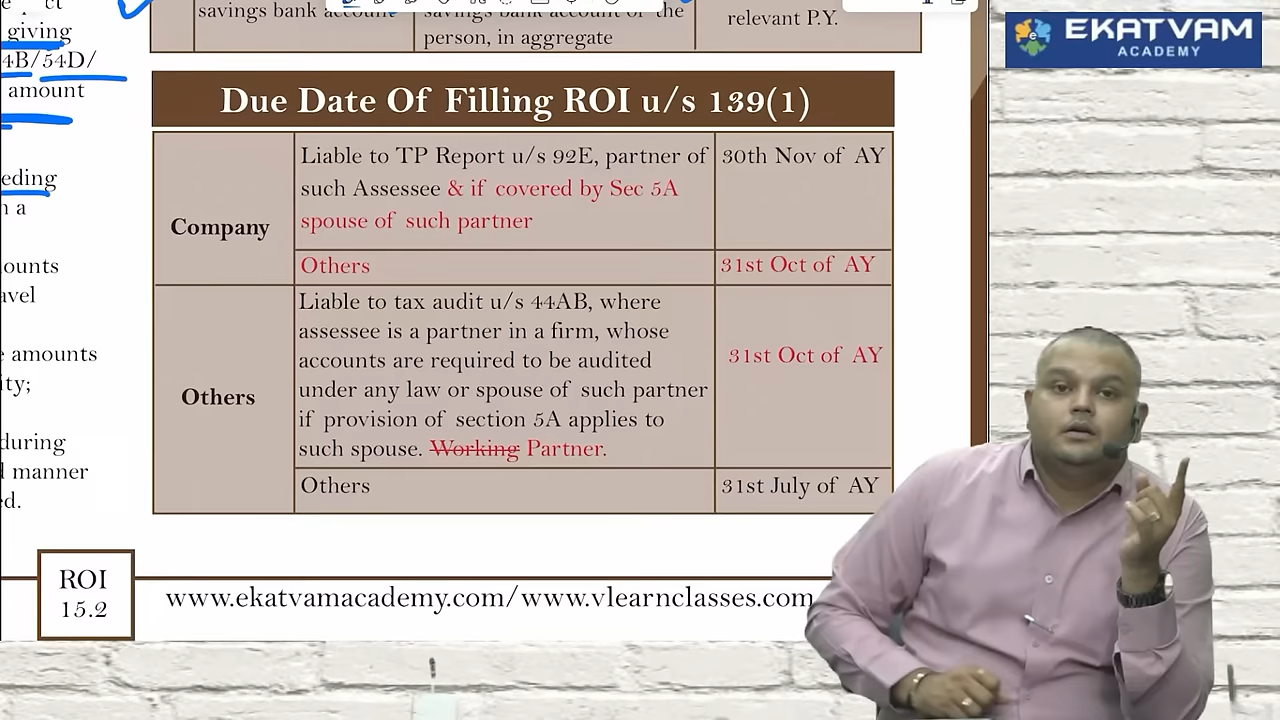 giving
4B/54D/
amount
eding
n a
ounts
avel
e amounts
ity;
during
d manner
ed.
savings bank account
savings bank account of the
person, in aggregate
relevant P.Y.
EKATVAM
ACADEMY
Due Date Of Filling ROI u/s 139(1)
Company
Liable to TP Report u/s 92E, partner of
such Assessee & if covered by Sec 5A
spouse of such partner
30th Nov of AY
Others
31st Oct of AY
Others
Liable to tax audit u/s 44AB, where
assessee is a partner in a firm, whose
accounts are required to be audited
under any law or spouse of such partner
if provision of section 5A applies to
such spouse. Working Partner.
31st Oct of AY
Others
31st July of AY
ROI
15.2
www.ekatvamacademy.com/www.vlearnclasses.com